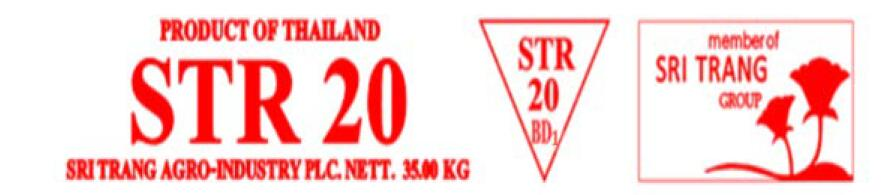 PRODUCT OF THAILAND
STR 20
SRI TRANG AGRO-INDUSTRY PLC. NETT. 35.00 KG
STR
20
BD1
member of
SRI TRANG
GROUP